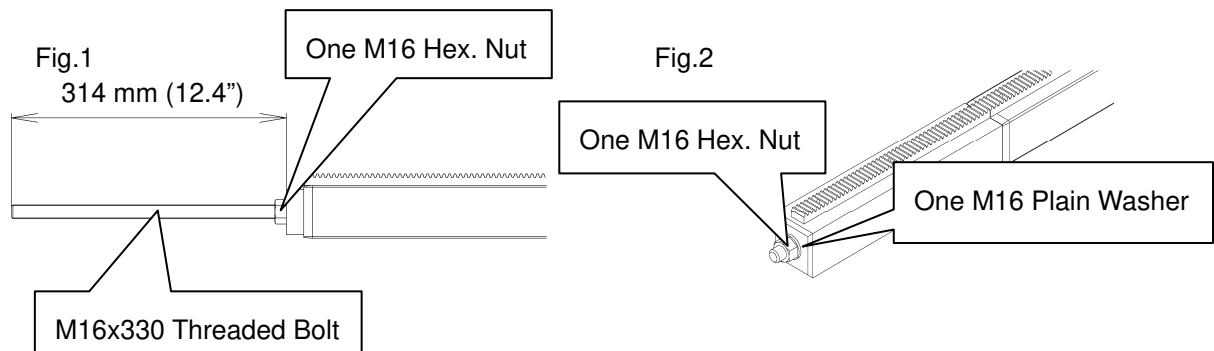 Fig.1
314 mm (12.4”)
One M16 Hex. Nut
M16x330 Threaded Bolt
Fig.2
One M16 Hex. Nut
One M16 Plain Washer